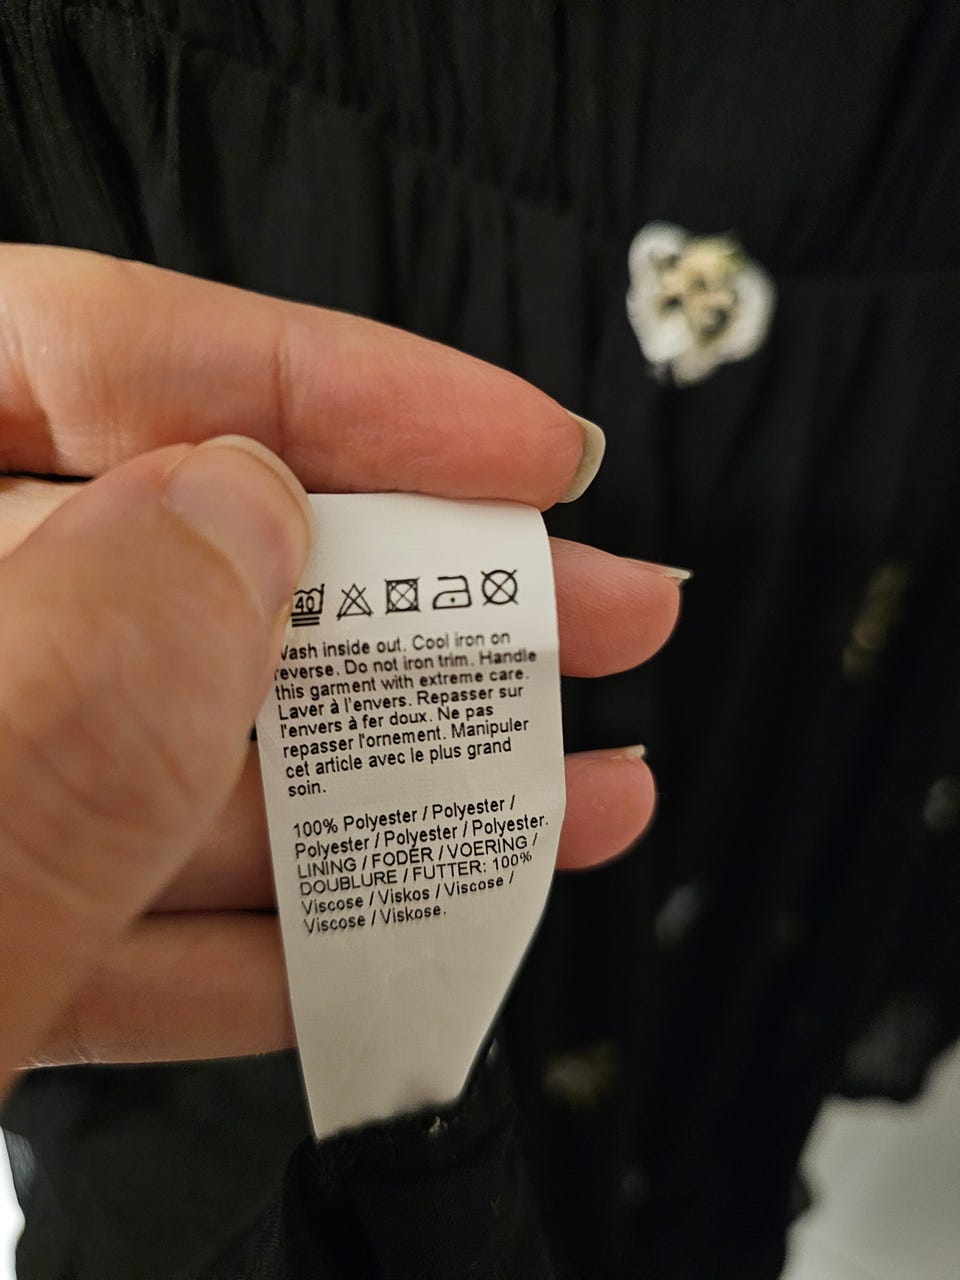 40
Wash inside out. Cool iron on
reverse. Do not iron trim. Handle
this garment with extreme care.
Laver à l'envers. Repasser sur
l'envers à fer doux. Ne pas
repasser l'ornement. Manipuler
cet article avec le plus grand
soin.
100% Polyester / Polyester /
Polyester / Polyester / Polyester.
LINING / FODER / VOERING /
DOUBLURE / FUTTER: 100%
Viscose / Viskos / Viscose /
Viscose / Viskose.